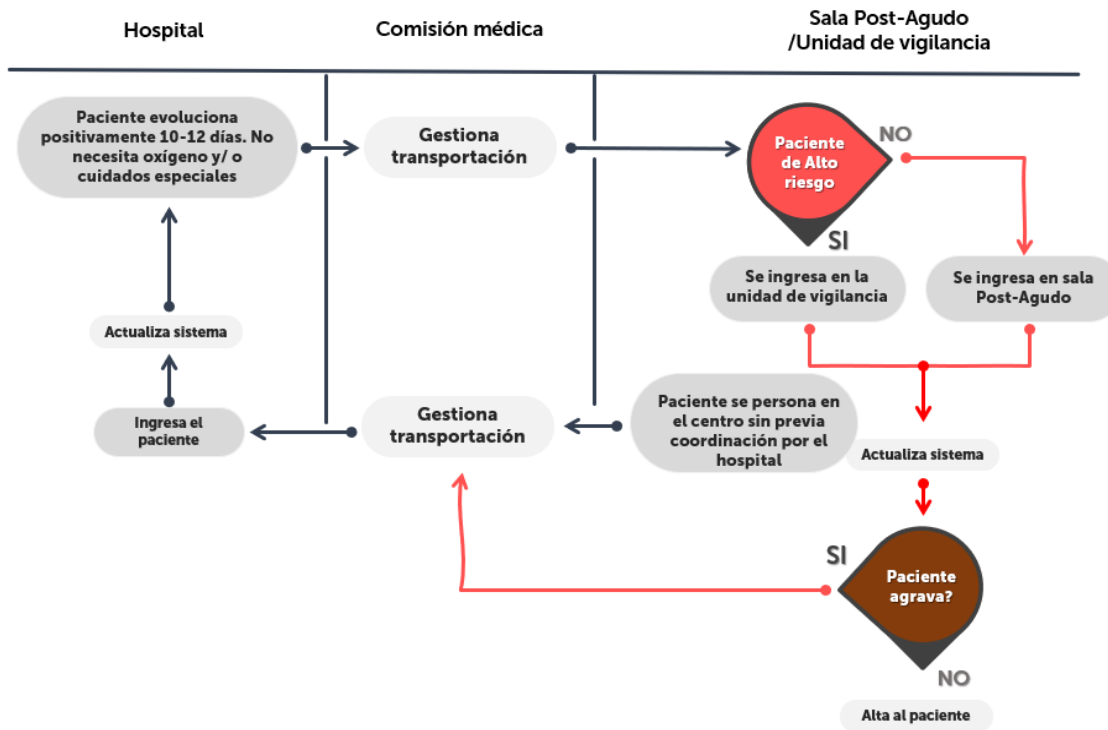 Hospital
Comisión médica
Sala Post-Agudo
/Unidad de vigilancia
Paciente evoluciona
positivamente 10-12 días. No
necesita oxígeno y/ o
cuidados especiales
Gestiona
transportación
Paciente
de Alto
riesgo
NO
SI
Se ingresa en la
unidad de vigilancia
Se ingresa en sala
Post-Agudo
Actualiza sistema
Ingresa el
paciente
Gestiona
transportación
Paciente se persona en
el centro sin previa
coordinación por el
hospital
Actualiza sistema
SI
Paciente
agrava?
NO
Alta al paciente